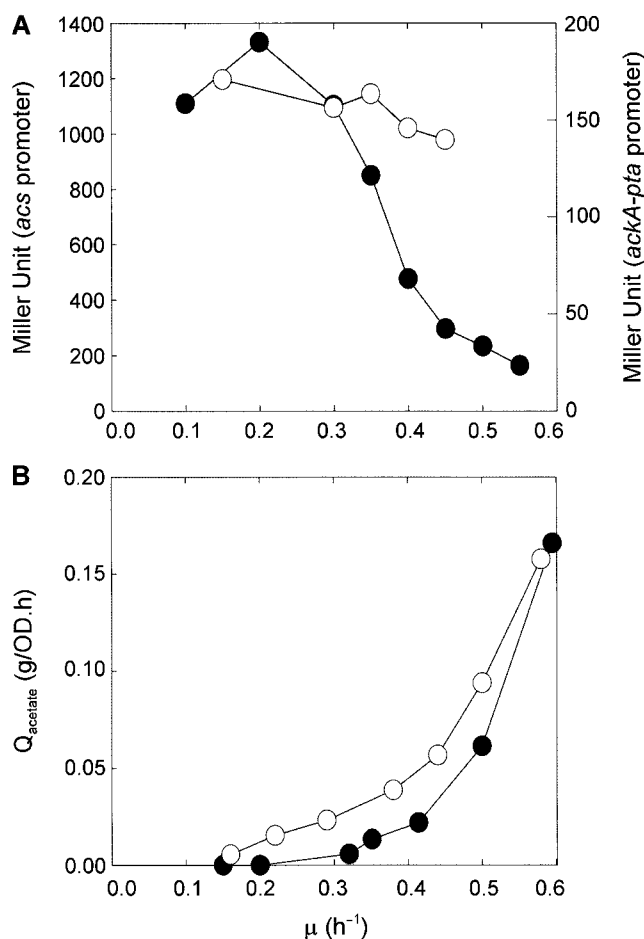 A
Miller Unit (acs promoter)
1400
1200
1000
800
600
400
200
0
200
150
100
50
0
Miller Unit (ackA-pta promoter)
0.0 0.1 0.2 0.3 0.4 0.5 0.6
B
Qacetate (g/OD.h)
0.20
0.15
0.10
0.05
0.00
0.0 0.1 0.2 0.3 0.4 0.5 0.6
μ (h⁻¹)